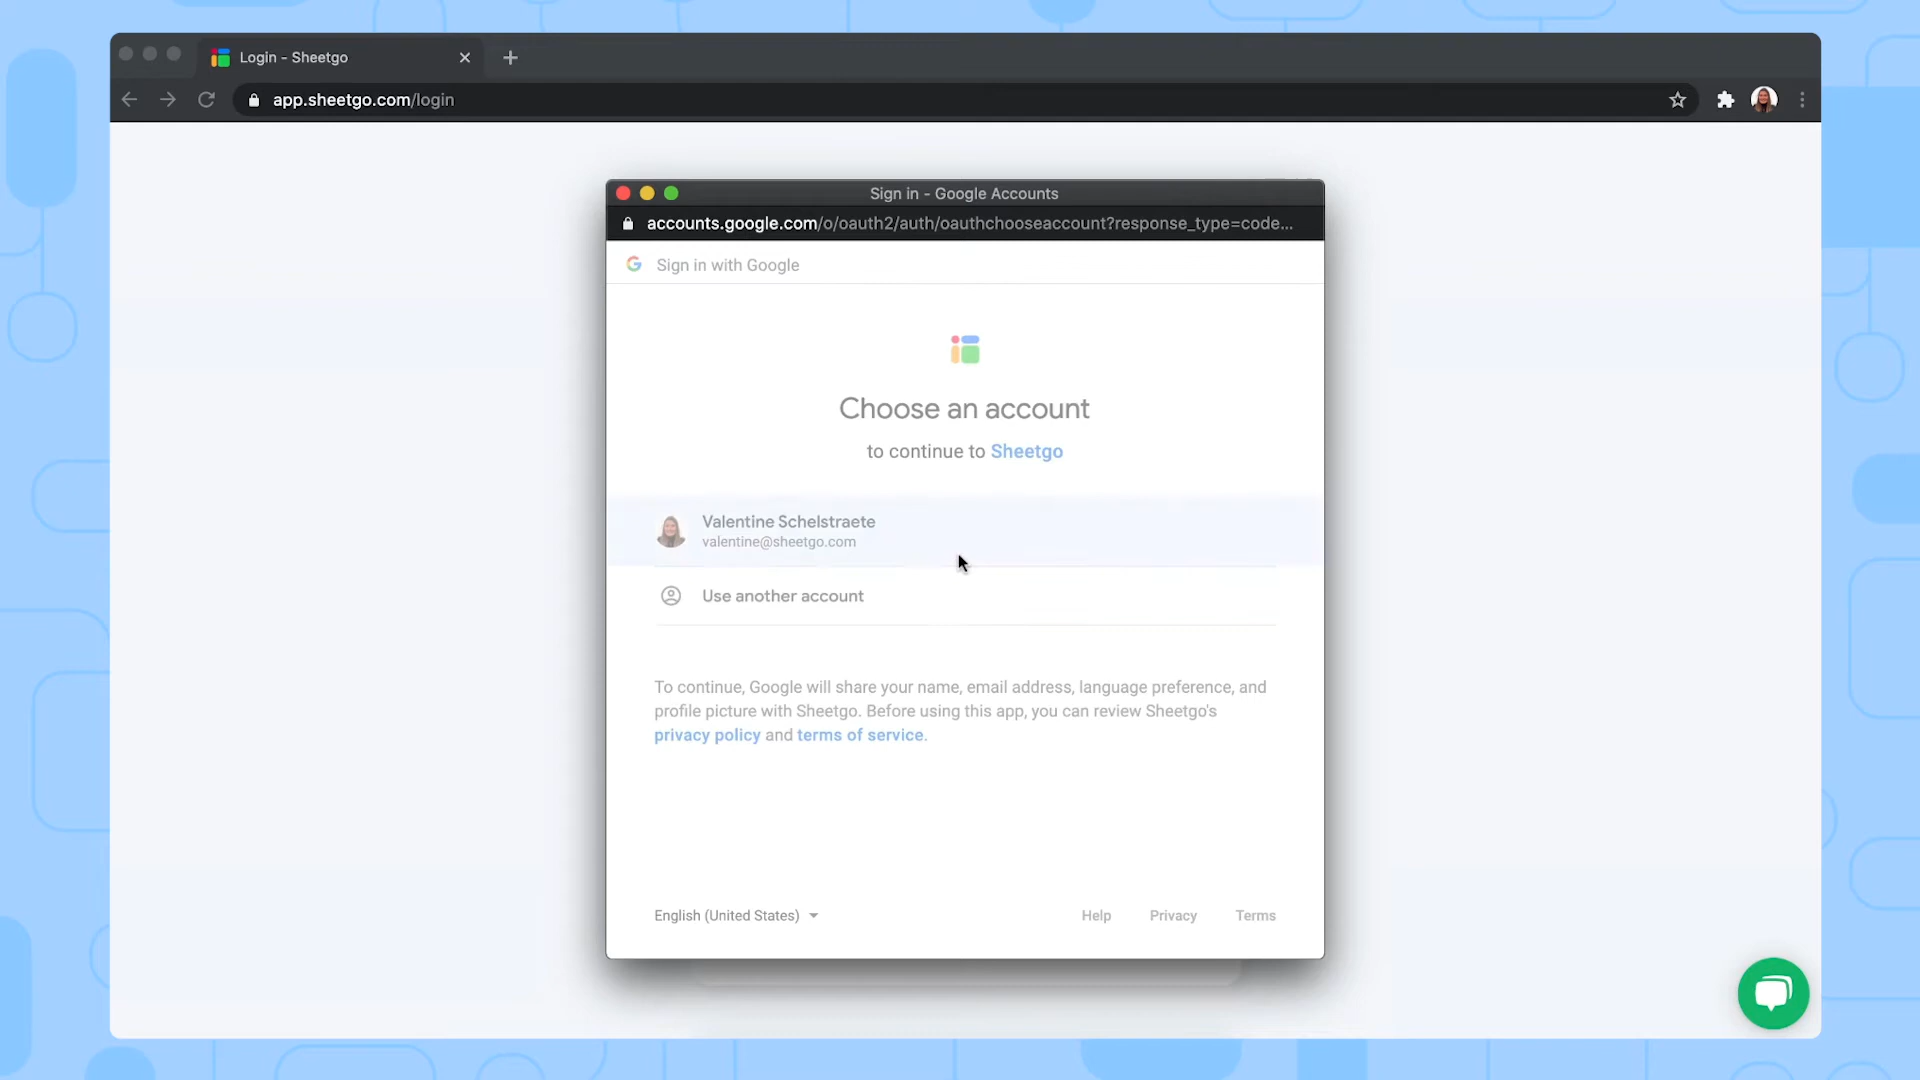 Login - Sheetgo
app.sheetgo.com/login
Sign in - Google Accounts
accounts.google.com/o/oauth2/auth/oauthchooseaccount?response_type=code...
Sign in with Google
Choose an account
to continue to Sheetgo
Valentine Schelstraete
valentine@sheetgo.com
Use another account
To continue, Google will share your name, email address, language preference, and
profile picture with Sheetgo. Before using this app, you can review Sheetgo's
privacy policy and terms of service.
English (United States)
Help Privacy Terms